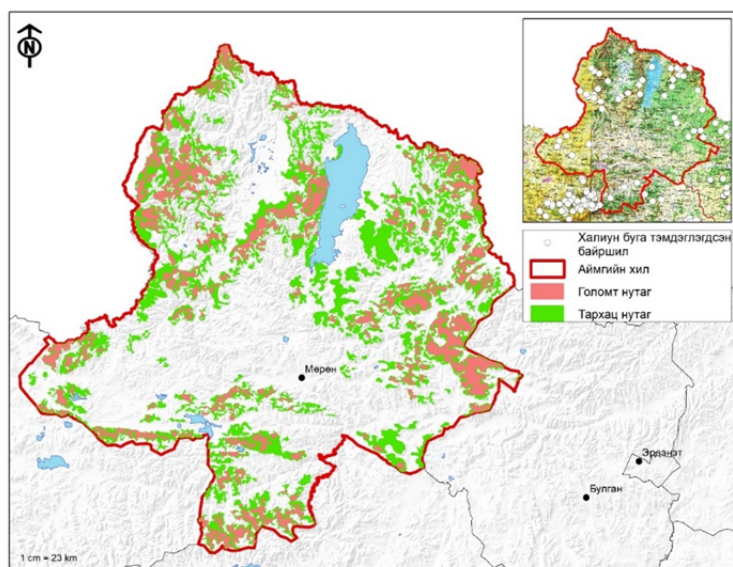 N
Халиун буга тэмдэглэгдсэн
байршил
Аймгийн хил
Голомт нутаг
Тархац нутаг
Мөрөн
Эрдэнэт
Булган
1 cm = 23 km